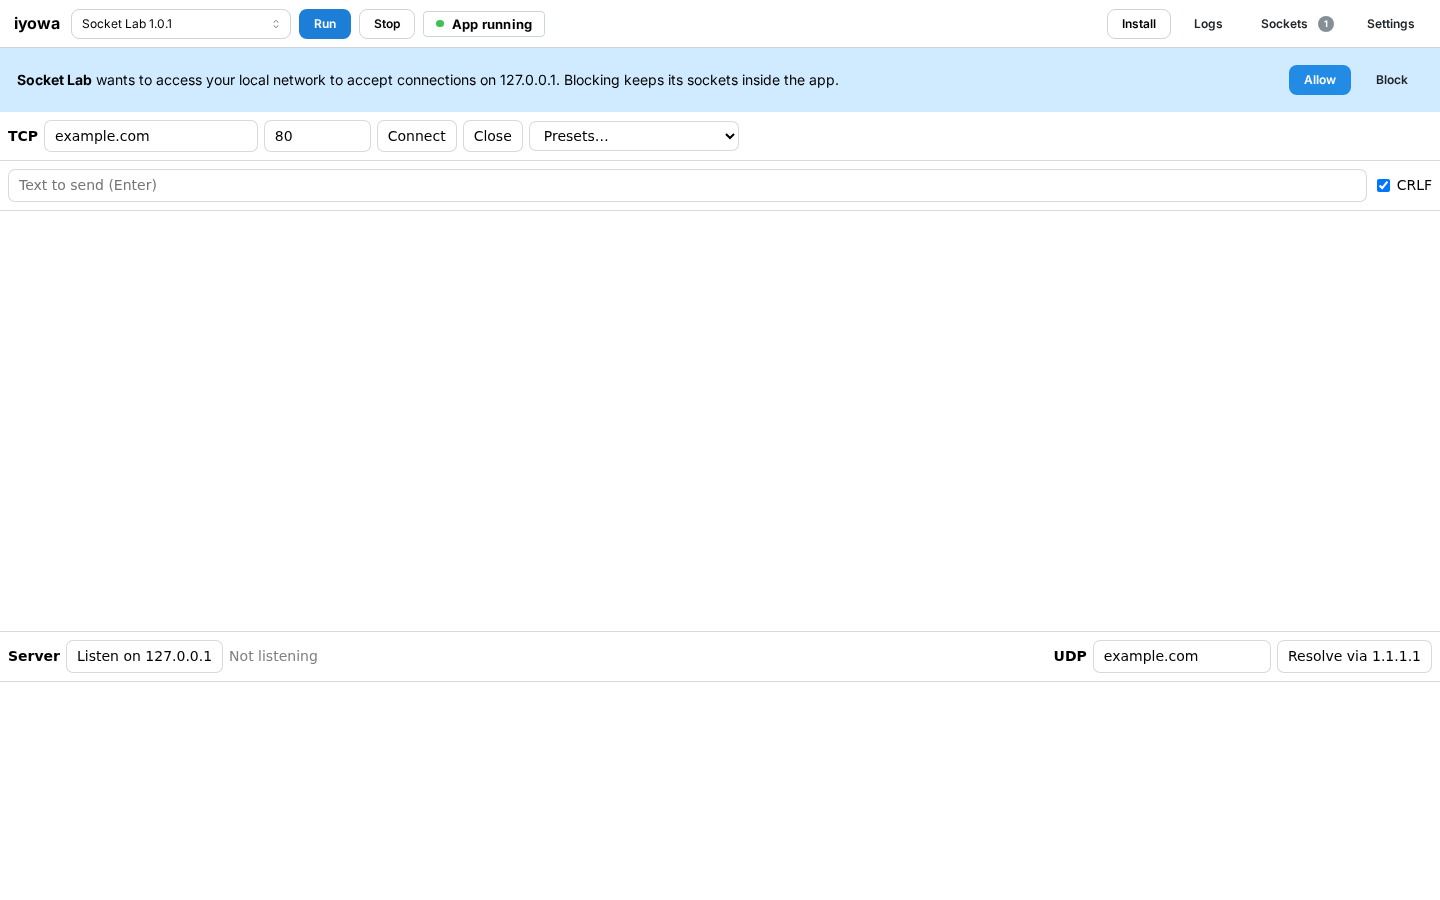 iyowa Socket Lab 1.0.1 Run Stop App running Install Logs Sockets 1 Settings
Socket Lab wants to access your local network to accept connections on 127.0.0.1. Blocking keeps its sockets inside the app. Allow Block
TCP example.com 80 Connect Close Presets...
Text to send (Enter) CRLF
Server Listen on 127.0.0.1 Not listening UDP example.com Resolve via 1.1.1.1